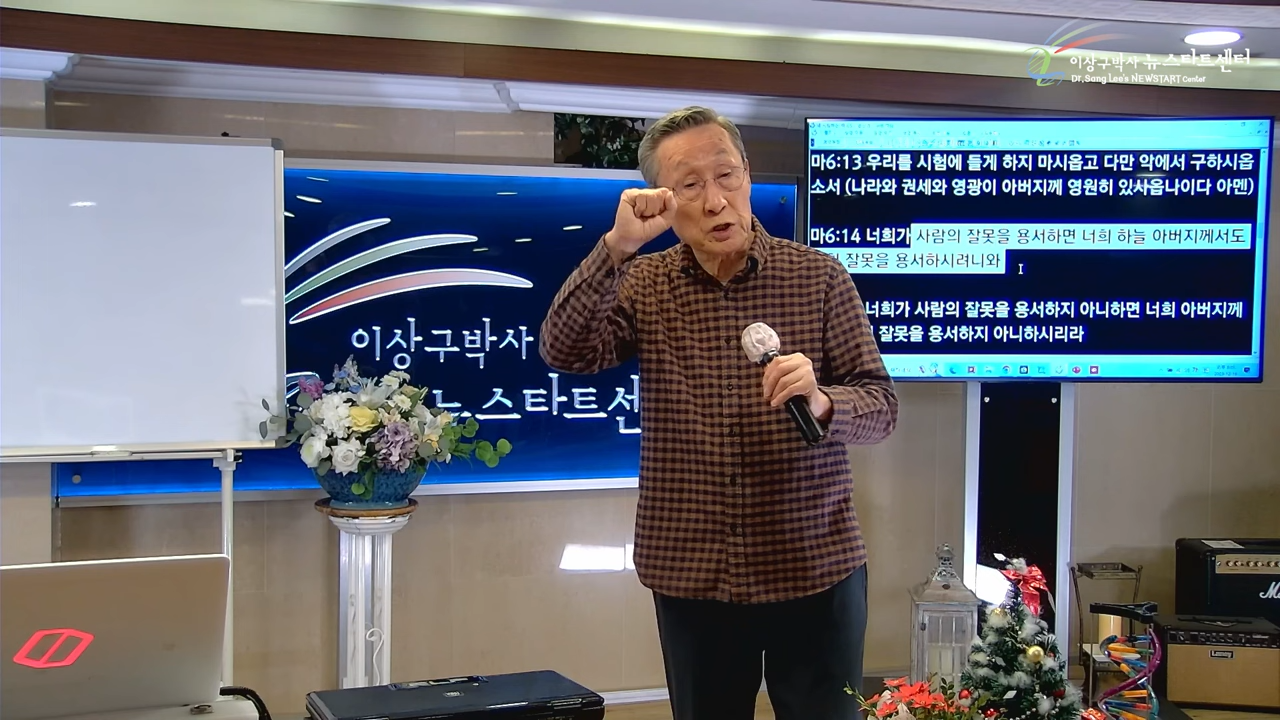 이상구박사 뉴스타트센터
Dr. Sang Lee's NEWSTART Center
마6:13 우리를 시험에 들게 하지 마시옵고 다만 악에서 구하시옵
소서 (나라와 권세와 영광이 아버지께 영원히 있사옵나이다 아멘)
마6:14 너희가 사람의 잘못을 용서하면 너희 하늘 아버지께서도
잘못을 용서하시려니와
너희가 사람의 잘못을 용서하지 아니하면 너희 아버지께
잘못을 용서하지 아니하시리라
이상구박사
뉴스타트센
Laney